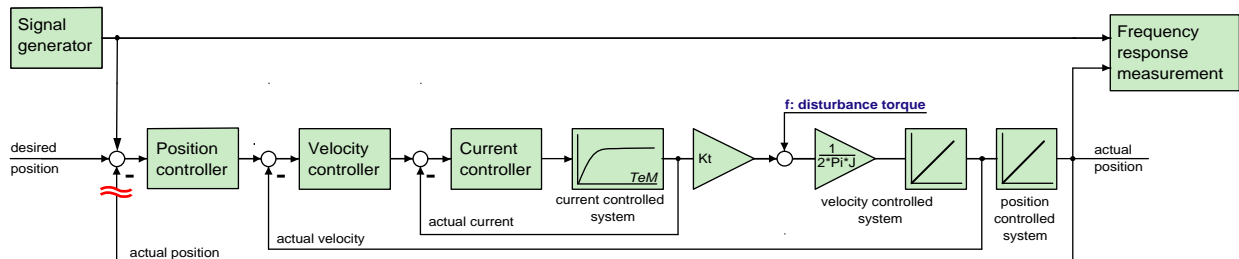 Signal
generator
Frequency
response
measurement
f: disturbance torque
desired
position
-
Position
controller
-
Velocity
controller
-
Current
controller
TeM
current controlled
system
Kt
1
2*Pi*J
velocity controlled
system
position
controlled
system
actual
position
actual current
actual velocity
actual position